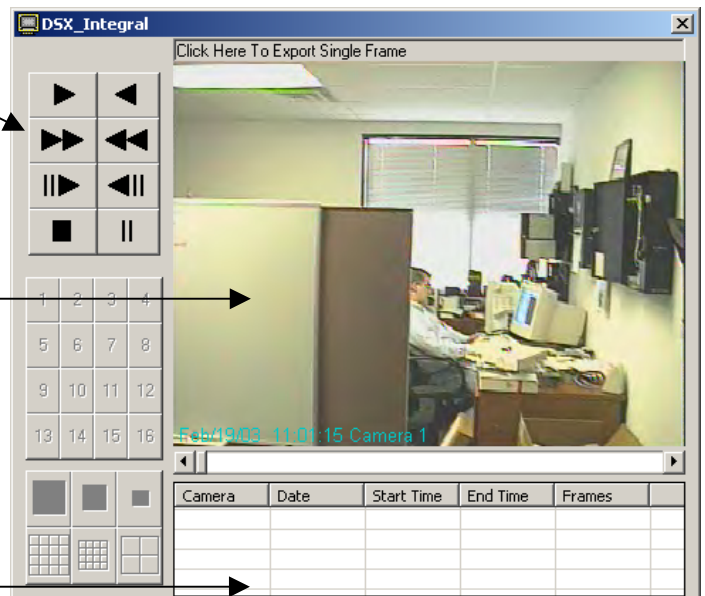 DSX_Integral
Click Here To Export Single Frame
1 2 3 4
5 6 7 8
9 10 11 12
13 14 15 16
Feb/19/03 11:01:15 Camera 1
Camera Date Start Time End Time Frames